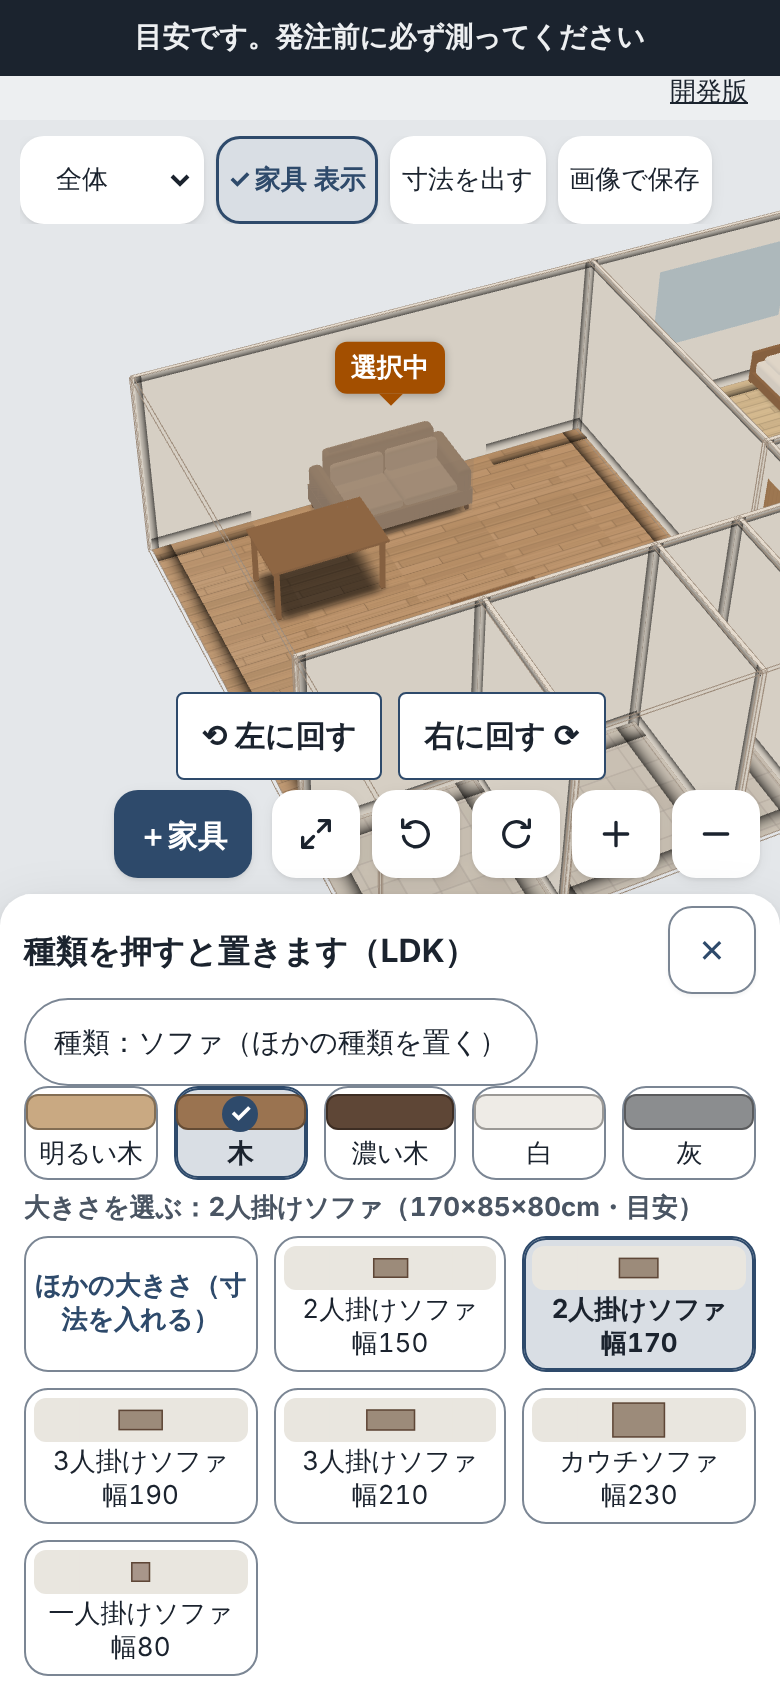 目安です。発注前に必ず測ってください
開発版
全体
家具 表示
寸法を出す
画像で保存
選択中
⟲ 左に回す
右に回す ⟳
＋家具
種類を押すと置きます（LDK）
種類：ソファ（ほかの種類を置く）
明るい木
木
濃い木
白
灰
大きさを選ぶ：2人掛けソファ（170×85×80cm・目安）
ほかの大きさ（寸
法を入れる）
2人掛けソファ
幅150
2人掛けソファ
幅170
3人掛けソファ
幅190
3人掛けソファ
幅210
カウチソファ
幅230
一人掛けソファ
幅80